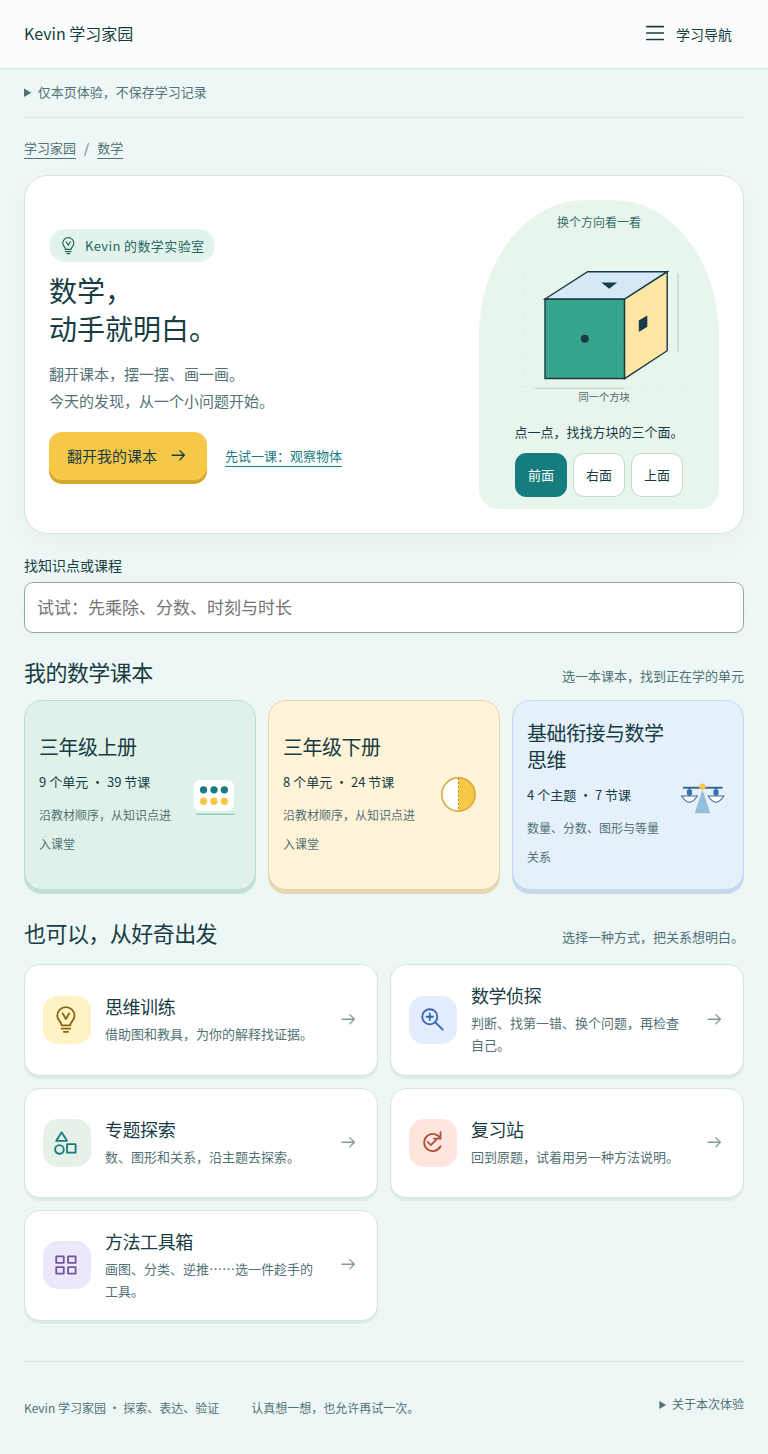 Kevin 学习家园
学习导航
仅本页体验，不保存学习记录
学习家园 / 数学
Kevin 的数学实验室
数学，
动手就明白。
翻开课本，摆一摆、画一画。
今天的发现，从一个小问题开始。
翻开我的课本
先试一课：观察物体
换个方向看一看
同一个方块
点一点，找找方块的三个面。
前面
右面
上面
找知识点或课程
试试：先乘除、分数、时刻与时长
我的数学课本
选一本课本，找到正在学的单元
三年级上册
9 个单元 · 39 节课
沿教材顺序，从知识点进
入课堂
三年级下册
8 个单元 · 24 节课
沿教材顺序，从知识点进
入课堂
基础衔接与数学
思维
4 个主题 · 7 节课
数量、分数、图形与等量
关系
也可以，从好奇出发
选择一种方式，把关系想明白。
思维训练
借助图和教具，为你的解释找证据。
数学侦探
判断、找第一错、换个问题，再检查
自己。
专题探索
数、图形和关系，沿主题去探索。
复习站
回到原题，试着用另一种方法说明。
方法工具箱
画图、分类、逆推……选一件趁手的
工具。
Kevin 学习家园 · 探索、表达、验证
认真想一想，也允许再试一次。
关于本次体验